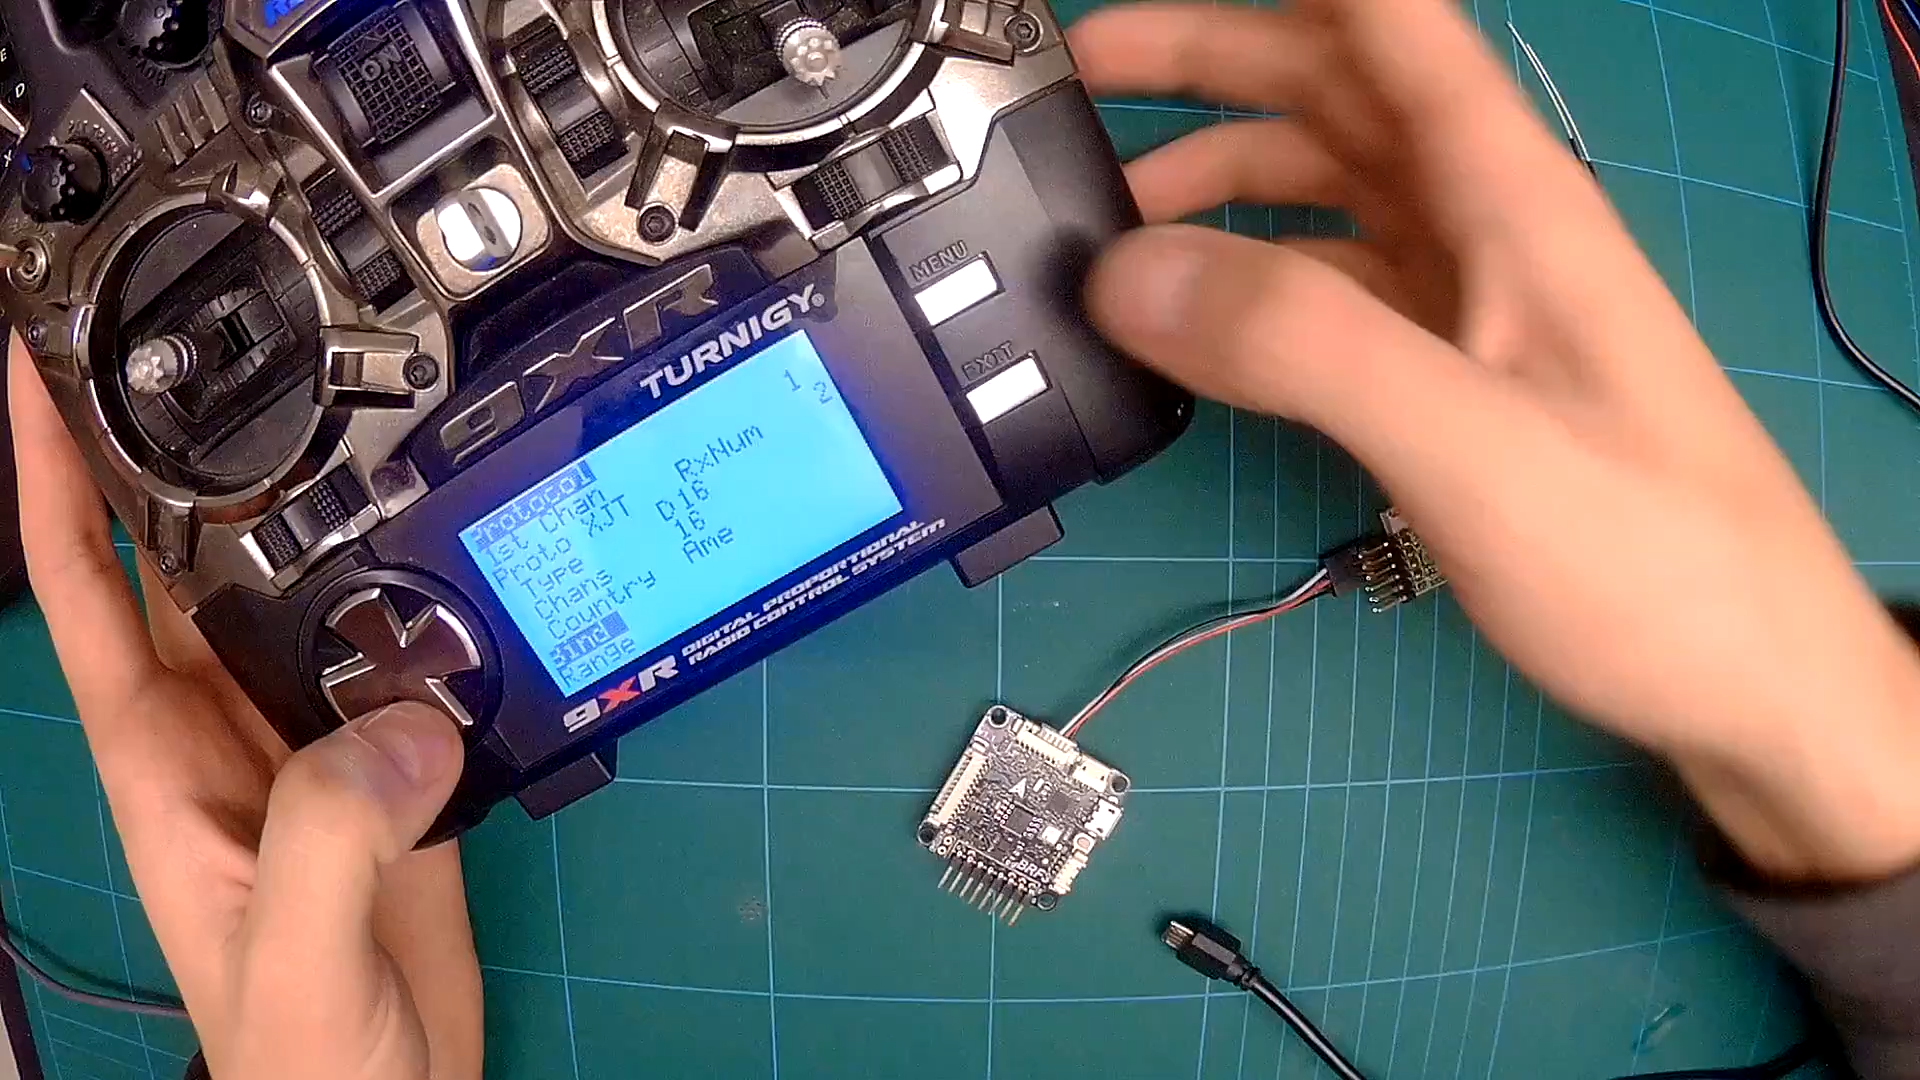 MENU
EXIT
9XR
TURNIGY®
Protocol
1st Chan 1
Proto XJT RxNum 2
Type D16
Chans 16
Country Ame
Bind
Range
9XR DIGITAL PROPORTIONAL
RADIO CONTROL SYSTEM